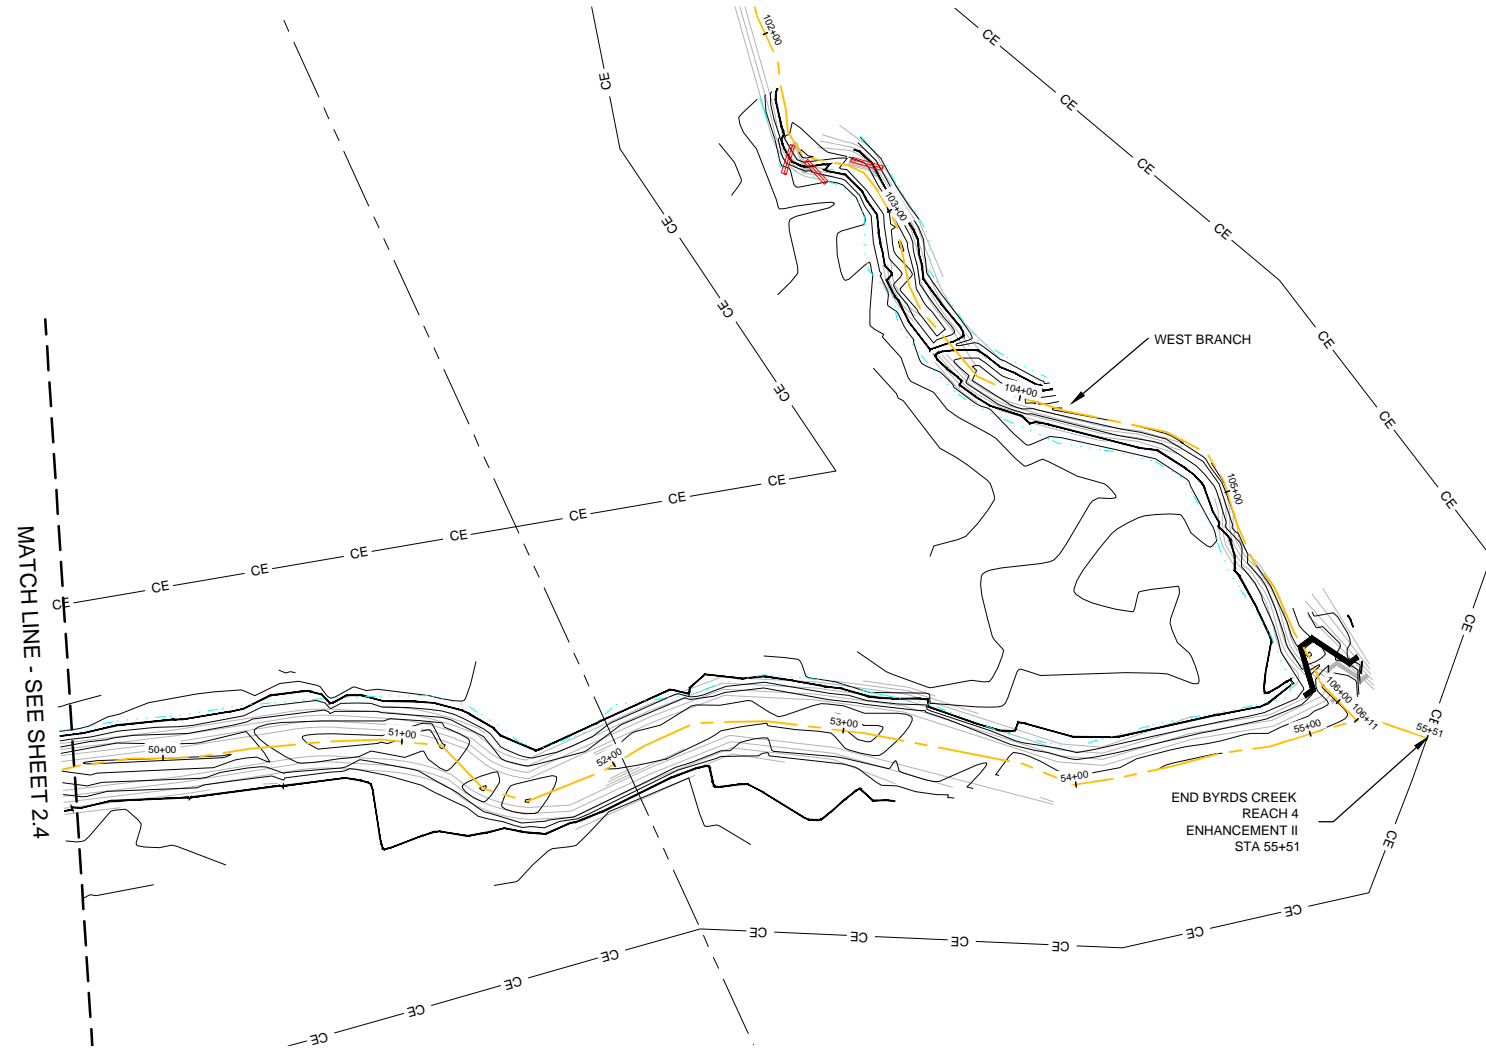 102+00
CE
CE
CE
CE
CE
103+00
CE
CE
CE
WEST BRANCH
CE
104+00
CE
CE
CE
CE
CE
105+00
CE
CE
CE
CE
CE
CE
MATCH LINE - SEE SHEET 2.4
CE
106+00
106+11
CE
55+51
50+00
51+00
52+00
53+00
54+00
55+00
END BYRDS CREEK
REACH 4
ENHANCEMENT II
STA 55+51
CE
CE
CE
CE
CE
CE
CE
CE
CE
CE
CE